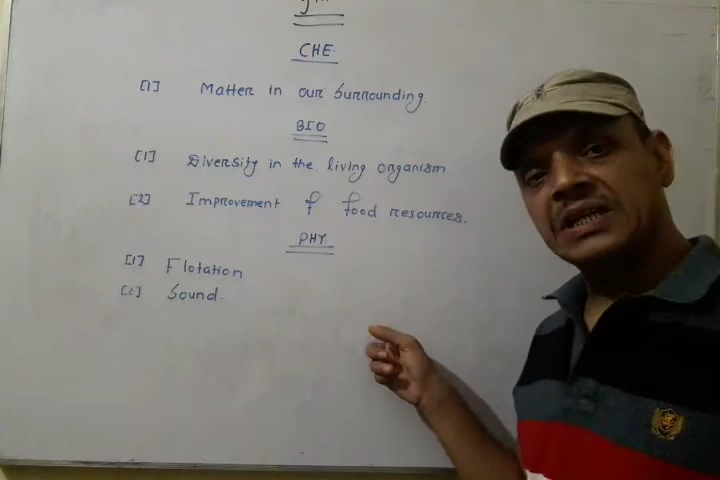 CHE
[1] Matter in our Surrounding.
BIO
[1] Diversity in the living organism
[2] Improvement of food resources.
PHY
[1] Flotation
[2] Sound.